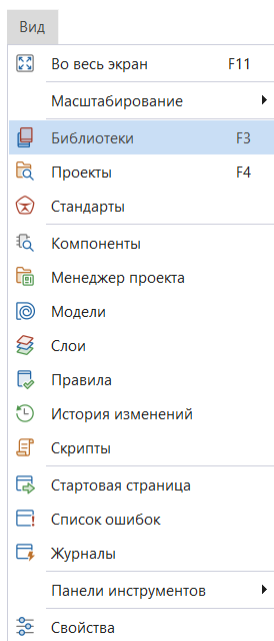 Вид
Во весь экран F11
Масштабирование
Библиотеки F3
Проекты F4
Стандарты
Компоненты
Менеджер проекта
Модели
Слои
Правила
История изменений
Скрипты
Стартовая страница
Список ошибок
Журналы
Панели инструментов
Свойства